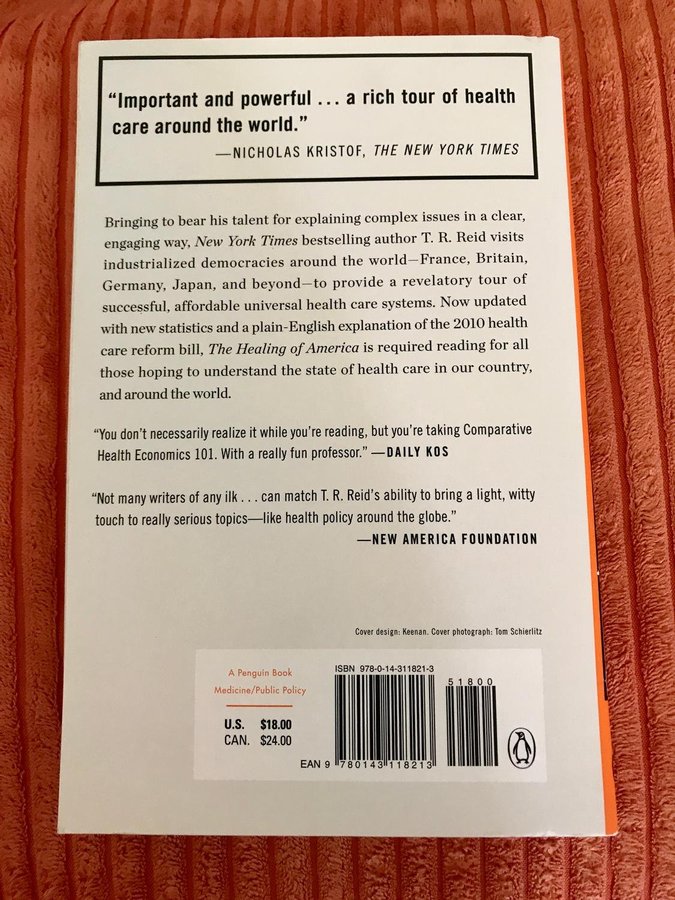 “Important and powerful ... a rich tour of health
care around the world.”
—NICHOLAS KRISTOF, THE NEW YORK TIMES
Bringing to bear his talent for explaining complex issues in a clear,
engaging way, New York Times bestselling author T. R. Reid visits
industrialized democracies around the world—France, Britain,
Germany, Japan, and beyond—to provide a revelatory tour of
successful, affordable universal health care systems. Now updated
with new statistics and a plain-English explanation of the 2010 health
care reform bill, The Healing of America is required reading for all
those hoping to understand the state of health care in our country,
and around the world.
“You don’t necessarily realize it while you’re reading, but you’re taking Comparative
Health Economics 101. With a really fun professor.” —DAILY KOS
“Not many writers of any ilk . . . can match T. R. Reid’s ability to bring a light, witty
touch to really serious topics—like health policy around the globe.”
—NEW AMERICA FOUNDATION
Cover design: Keenan. Cover photograph: Tom Schierlitz
A Penguin Book
Medicine/Public Policy
U.S. $18.00
CAN. $24.00
ISBN 978-0-14-311821-3
51800
EAN 9 780143 118213